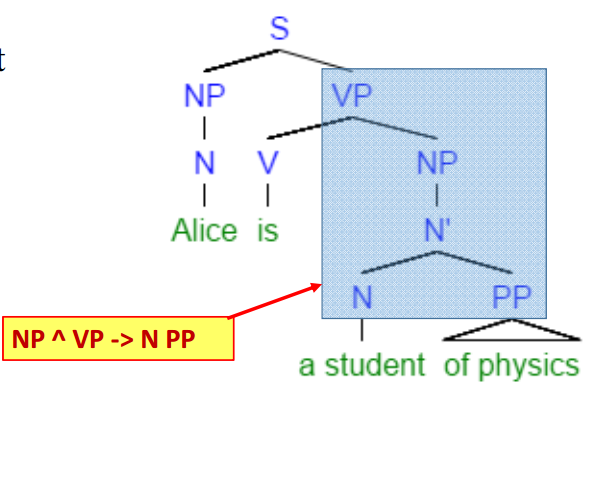 S
t
NP VP
N V NP
Alice is N'
N PP
NP ^ VP -> N PP
a student of physics